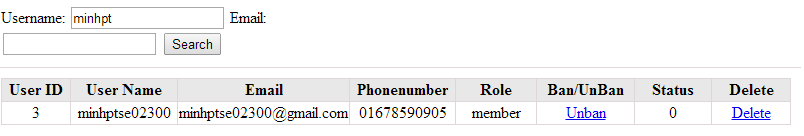 Username: minhpt Email:
Search
User ID User Name Email Phonenumber Role Ban/UnBan Status Delete
3 minhptse02300 minhptse02300@gmail.com 01678590905 member Unban 0 Delete